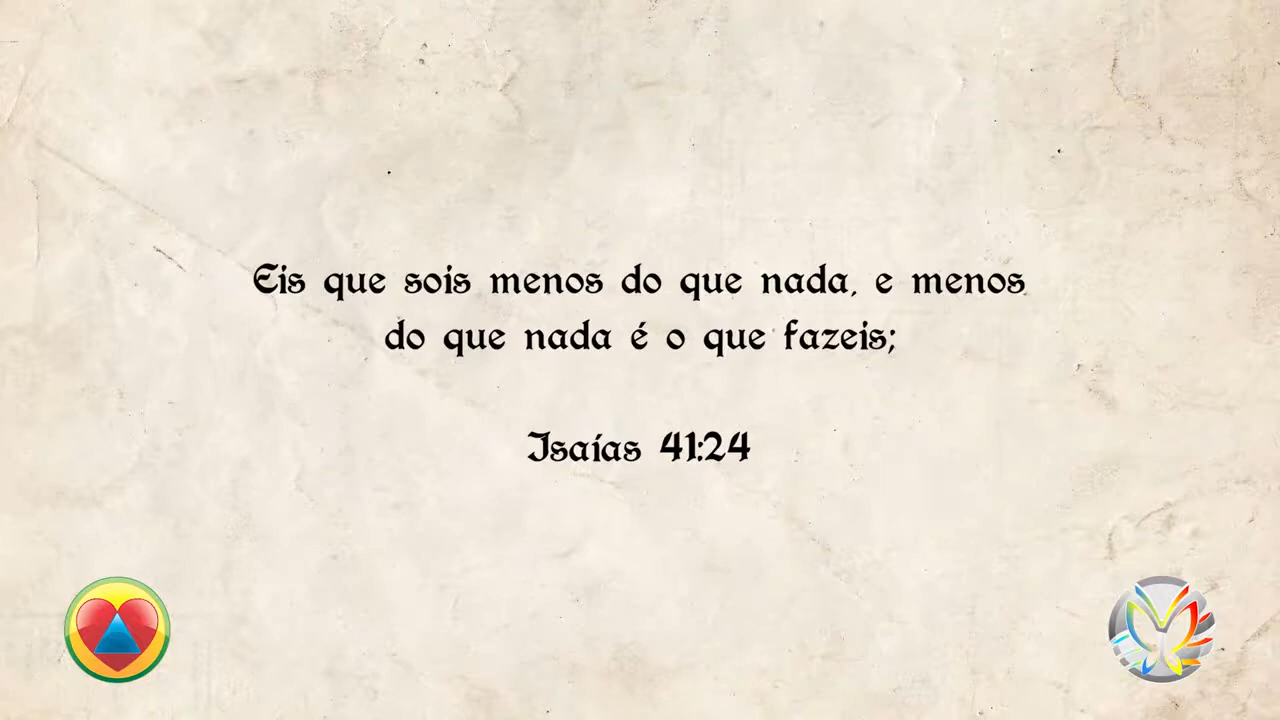 Eis que sois menos do que nada, e menos
do que nada é o que fazeis;
Isaías 41:24